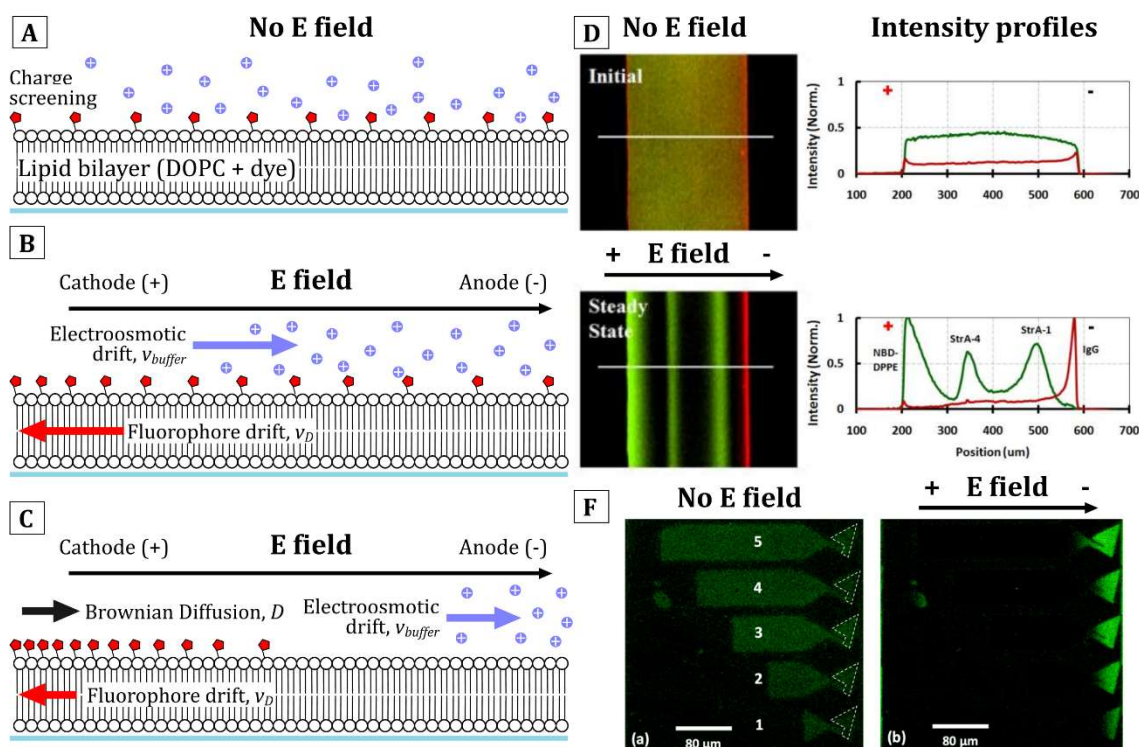 A
No E field
Charge
screening
Lipid bilayer (DOPC + dye)
B
Cathode (+)
E field
Anode (-)
Electroosmotic
drift, vbuffer
Fluorophore drift, vD
C
Cathode (+)
E field
Anode (-)
Brownian Diffusion, D
Electroosmotic
drift, vbuffer
Fluorophore drift, vD
D
No E field
Intensity profiles
Initial
Intensity (Norm.)
1
0.5
0
+
-
100 200 300 400 500 600 700
+ E field -
Steady
State
Intensity (Norm.)
1
0.5
0
+
-
NBD-
DPPE
StrA-4
StrA-1
IgG
100 200 300 400 500 600 700
Position (um)
F
No E field
+ E field -
5
4
3
2
1
(a)
80 μm
(b)
80 μm